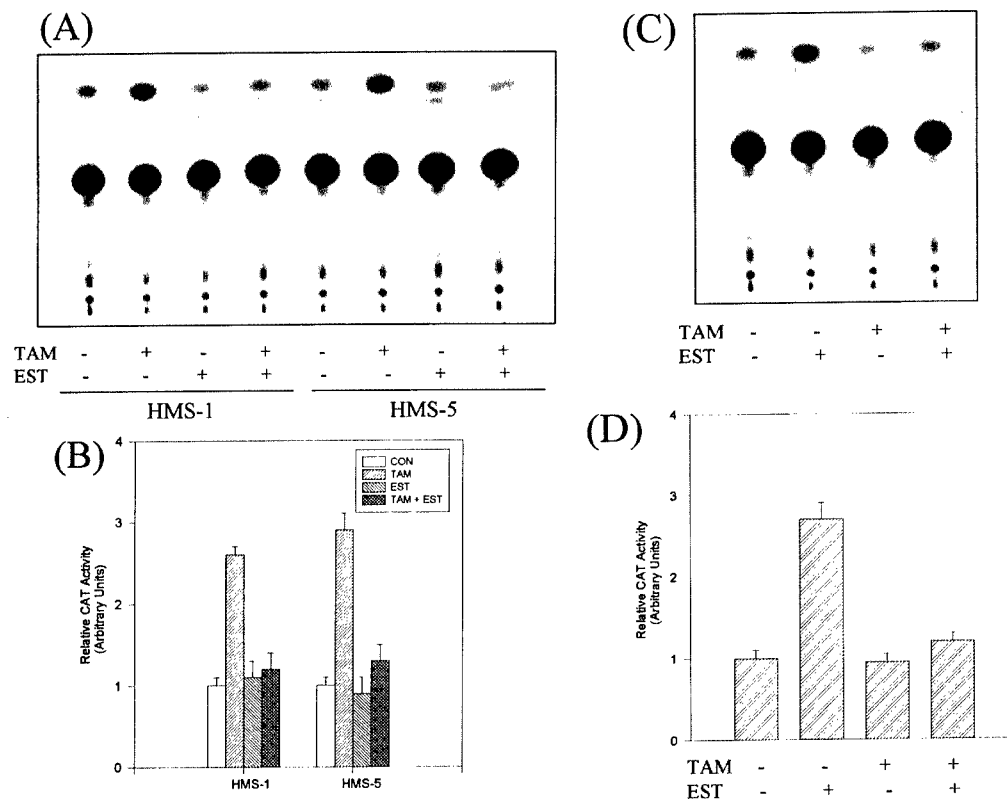 (A)
TAM - + - + - + - +
EST - - + + - - + +
HMS-1 HMS-5
(B)
4
3
2
1
0
Relative CAT Activity
(Arbitrary Units)
CON
TAM
EST
TAM + EST
HMS-1 HMS-5
(C)
TAM - - + +
EST - + - +
(D)
4
3
2
1
0
Relative CAT Activity
(Arbitrary Units)
TAM - - + +
EST - + - +